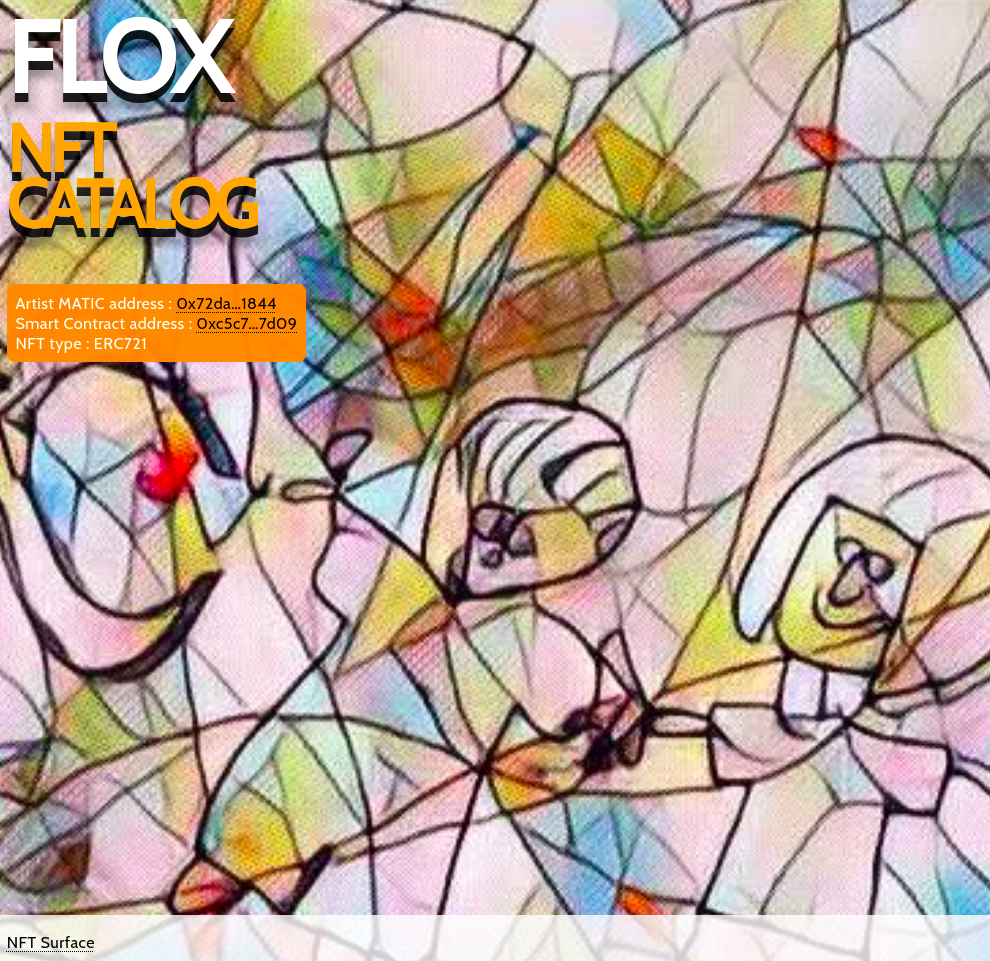 FLOX
NFT
CATALOG
Artist MATIC address : 0x72da...1844
Smart Contract address : 0xc5c7...7d09
NFT type : ERC721
NFT Surface